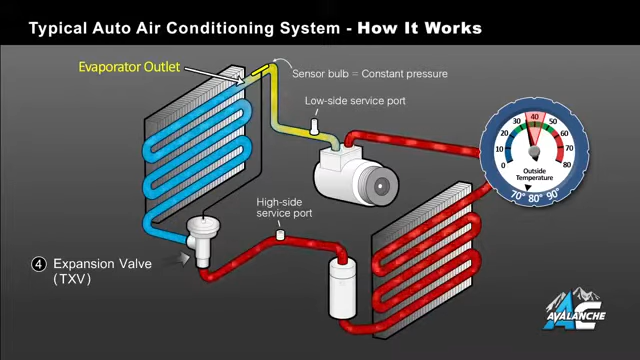 Typical Auto Air Conditioning System - How It Works
Evaporator Outlet
Sensor bulb = Constant pressure
Low-side service port
0 10 20 30 40 50 60 70 80
Outside
Temperature
70° 80° 90°
High-side
service port
4 Expansion Valve
(TXV)
AC
AVALANCHE